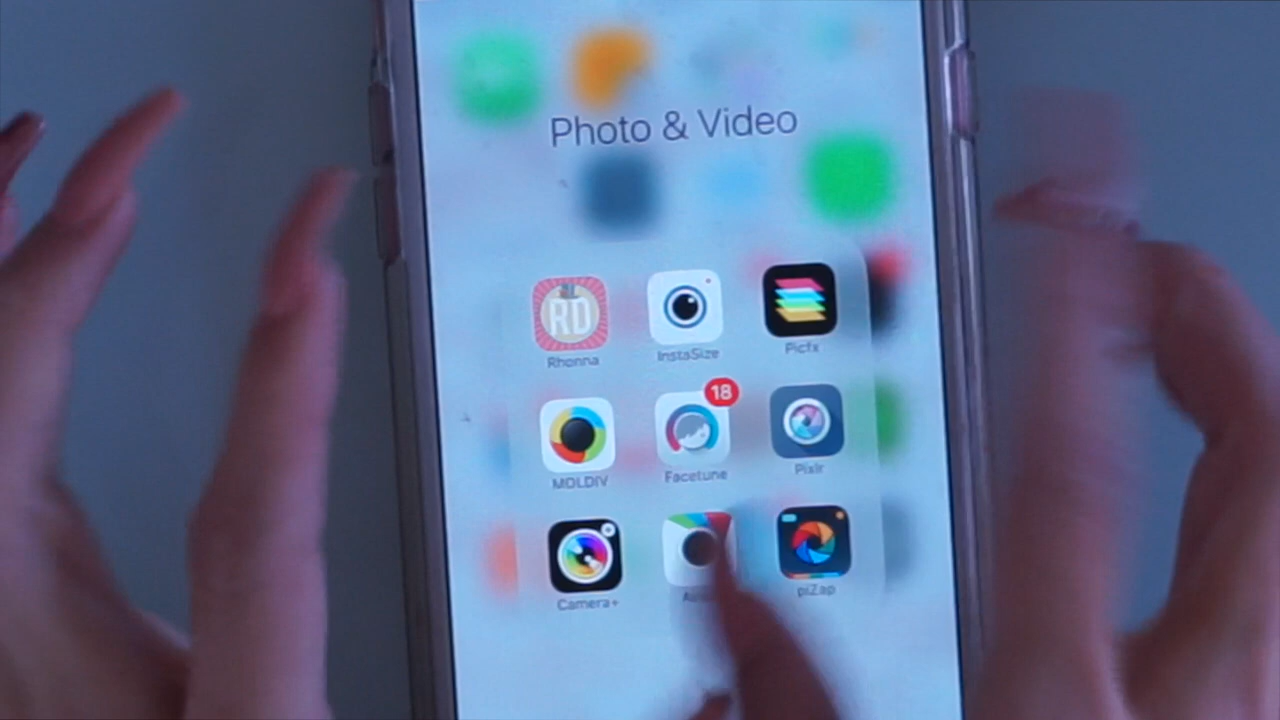 Photo & Video
RD
Rhonna
InstaSize
Picfx
18
MOLDIV
Facetune
Pixlr
Camera+
piZap